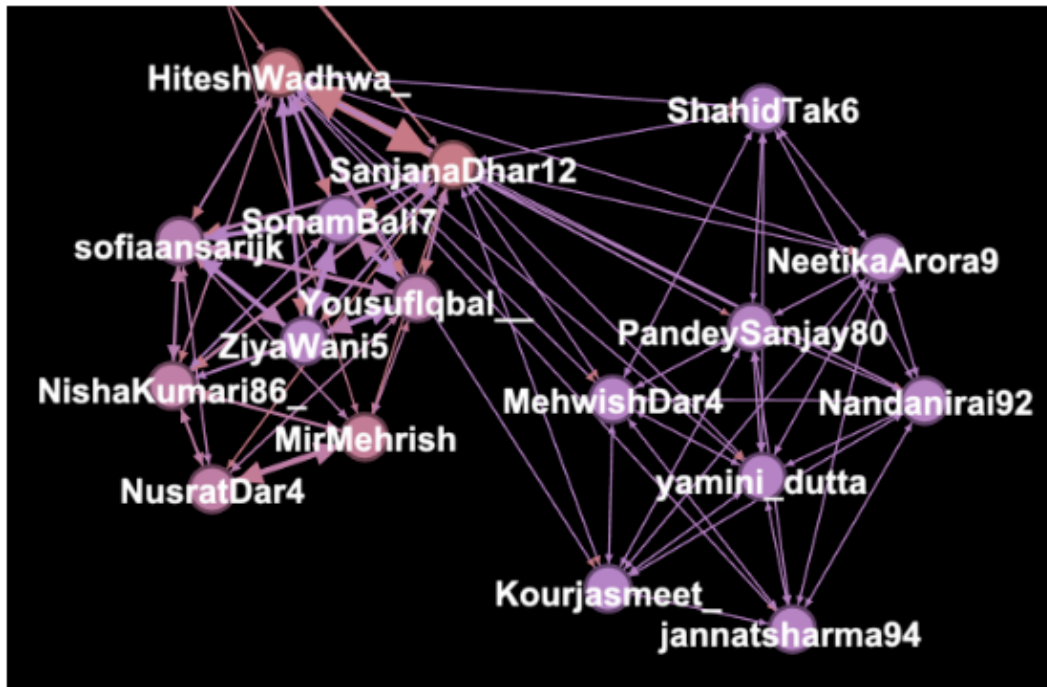 HiteshWadhwa_
ShahidTak6
SanjanaDhar12
SonamBali7
sofiaansarijk
NeetikaArora9
YousufIqbal__
PandeySanjay80
ZiyaWani5
NishaKumari86_
MehwishDar4
Nandanirai92
MirMehrish
NusratDar4
yamini_dutta
Kourjasmeet_
jannatsharma94